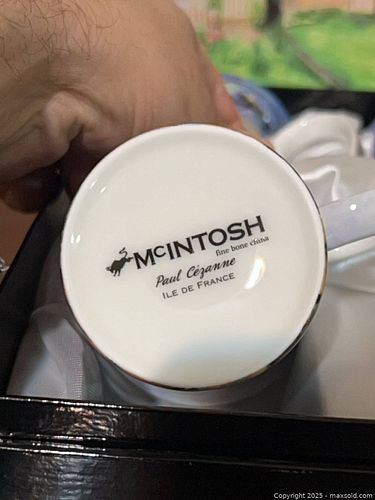 McINTOSH
fine bone china
Paul Cézanne
ILE DE FRANCE
Copyright 2025 - maxsold.com